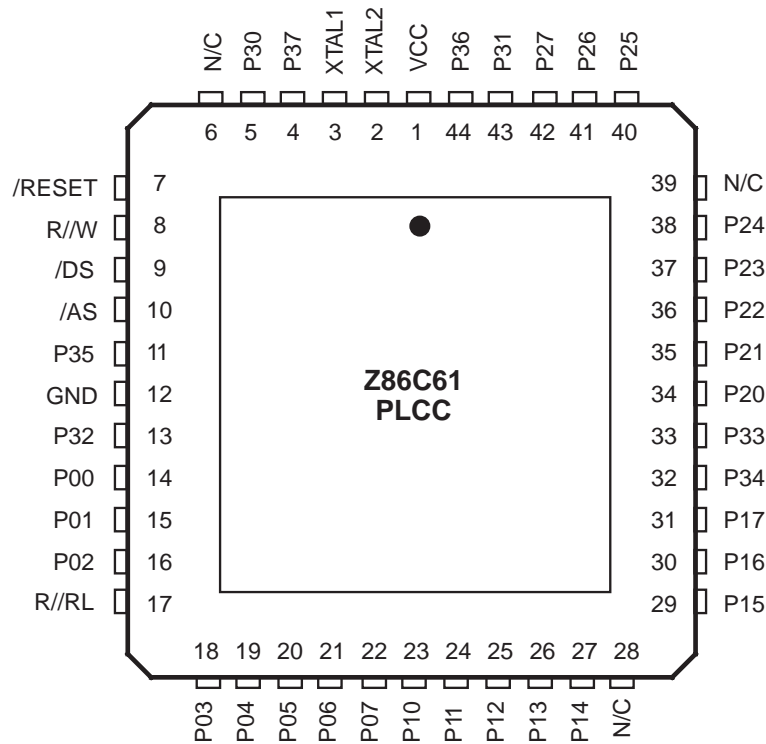 N/C P30 P37 XTAL1 XTAL2 VCC P36 P31 P27 P26 P25
6 5 4 3 2 1 44 43 42 41 40
/RESET 7 39 N/C
R//W 8 38 P24
/DS 9 37 P23
/AS 10 36 P22
P35 11 35 P21
GND 12 34 P20
P32 13 33 P33
P00 14 32 P34
P01 15 31 P17
P02 16 30 P16
R//RL 17 29 P15
Z86C61
PLCC
18 19 20 21 22 23 24 25 26 27 28
P03 P04 P05 P06 P07 P10 P11 P12 P13 P14 N/C